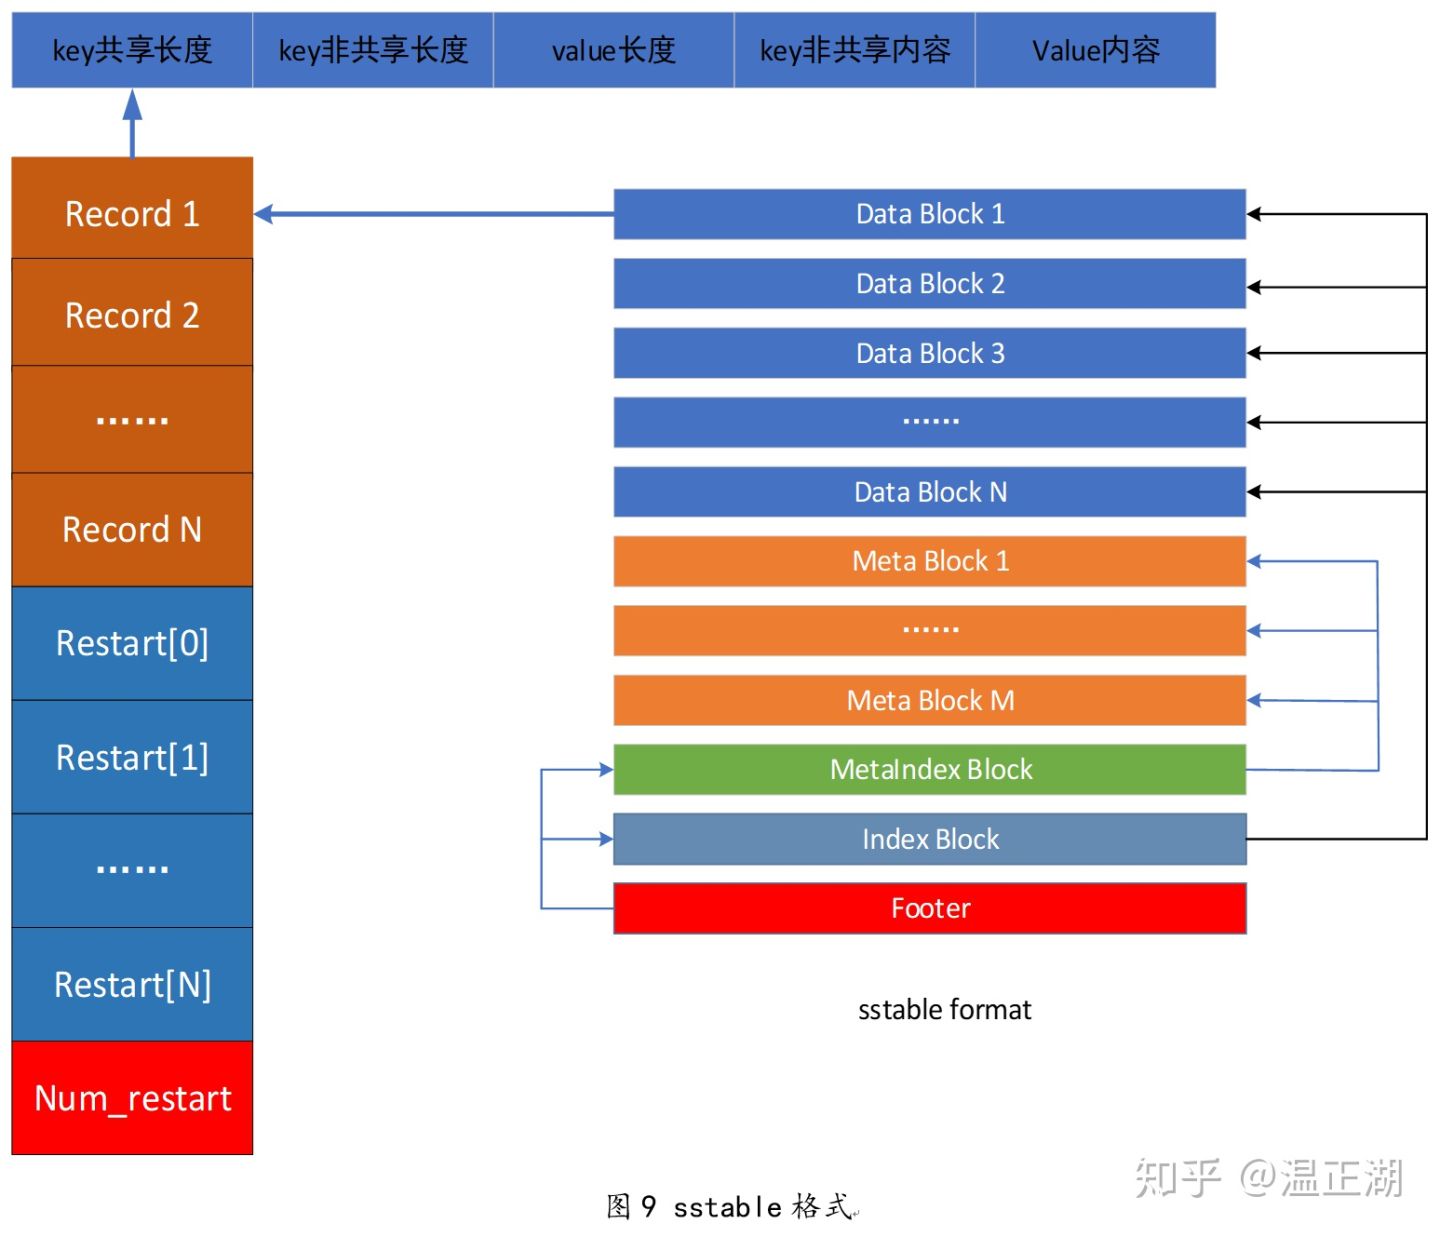 key共享长度 key非共享长度 value长度 key非共享内容 Value内容
Record 1
Record 2
......
Record N
Restart[0]
Restart[1]
......
Restart[N]
Num_restart
Data Block 1
Data Block 2
Data Block 3
......
Data Block N
Meta Block 1
......
Meta Block M
MetaIndex Block
Index Block
Footer
sstable format
知乎 @温正湖
图 9 sstable 格式